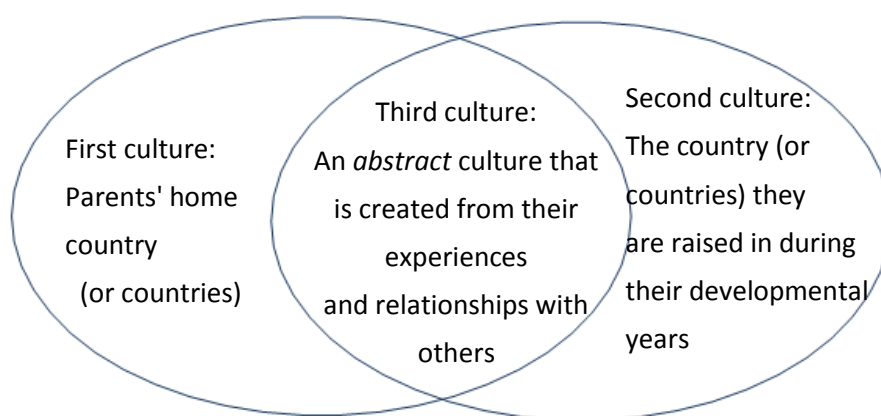 First culture:
Parents' home
country
(or countries)
Third culture:
An abstract culture that
is created from their
experiences
and relationships with
others
Second culture:
The country (or
countries) they
are raised in during
their developmental
years